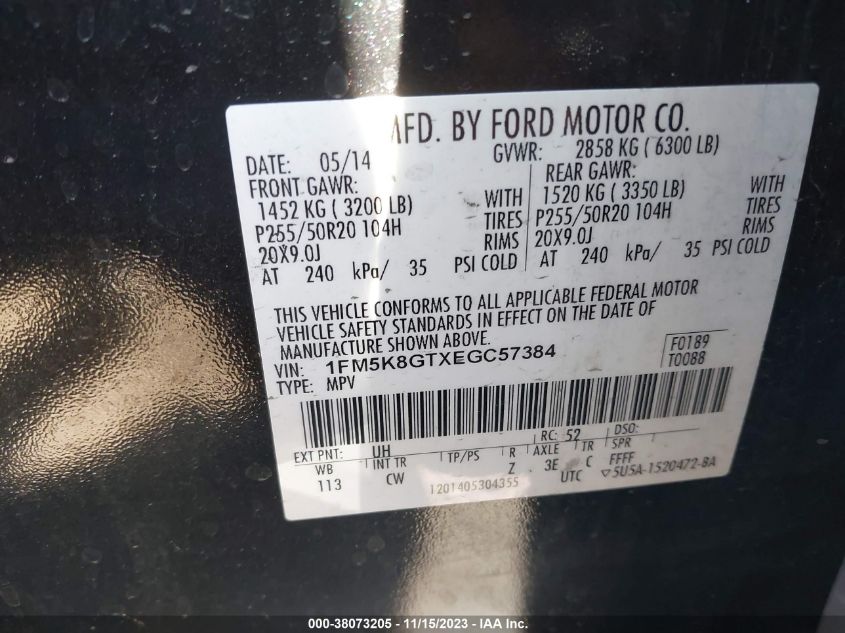 MFD. BY FORD MOTOR CO.
DATE: 05/14 GVWR: 2858 KG ( 6300 LB)
FRONT GAWR: REAR GAWR:
1452 KG ( 3200 LB) WITH 1520 KG ( 3350 LB) WITH
P255/50R20 104H TIRES P255/50R20 104H TIRES
20X9.0J RIMS 20X9.0J RIMS
AT 240 kPa/ 35 PSI COLD AT 240 kPa/ 35 PSI COLD
THIS VEHICLE CONFORMS TO ALL APPLICABLE FEDERAL MOTOR
VEHICLE SAFETY STANDARDS IN EFFECT ON THE DATE OF
MANUFACTURE SHOWN ABOVE.
VIN: 1FM5K8GTXEGC57384 F0189
TYPE: MPV T0088
EXT PNT: UH RC: 52 DSO:
WB INT TR TP/PS R AXLE TR SPR
113 CW Z 3E C FFFF
1201405304355 UTC ▽5U5A-1520472-BA
000-38073205 - 11/15/2023 - IAA Inc.